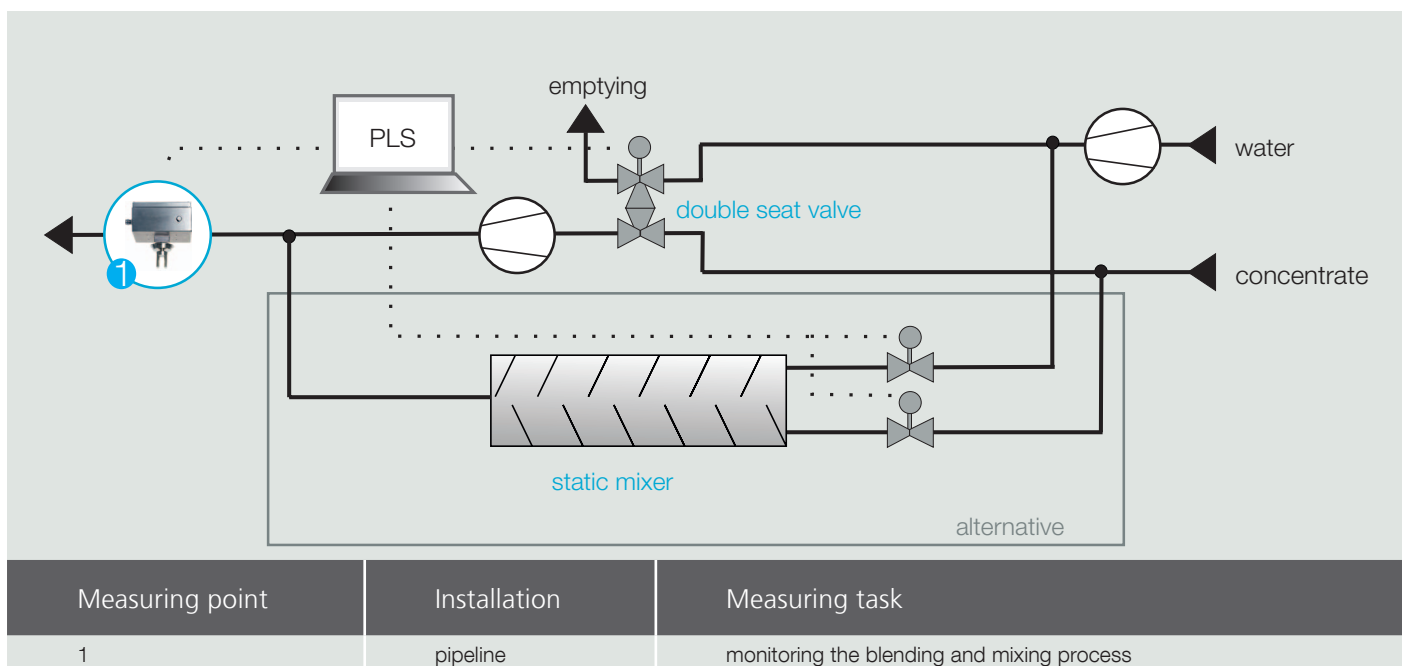 emptying
PLS
water
double seat valve
1
concentrate
static mixer
alternative
Measuring point Installation Measuring task
1 pipeline monitoring the blending and mixing process